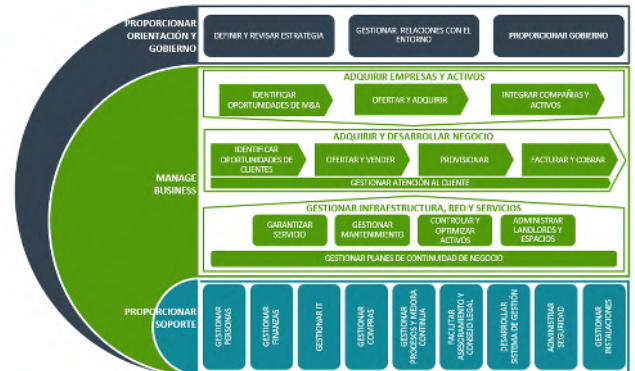 PROPORCIONAR
ORIENTACIÓN Y
GOBIERNO
DEFINIR Y REVISAR ESTRATEGIA
GESTIONAR RELACIONES CON EL
ENTORNO
PROPORCIONAR GOBIERNO
MANAGE
BUSINESS
ADQUIRIR EMPRESAS Y ACTIVOS
IDENTIFICAR
OPORTUNIDADES DE M&A
OFERTAR Y ADQUIRIR
INTEGRAR COMPAÑIAS Y
ACTIVOS
ADQUIRIR Y DESARROLLAR NEGOCIO
IDENTIFICAR
OPORTUNIDADES DE
CLIENTES
OFERTAR Y VENDER
PROVISIONAR
FACTURAR Y COBRAR
GESTIONAR ATENCIÓN AL CLIENTE
GESTIONAR INFRAESTRUCTURA, RED Y SERVICIOS
GARANTIZAR
SERVICIO
GESTIONAR
MANTENIMIENTO
CONTROLAR Y
OPTIMIZAR
ACTIVOS
ADMINISTRAR
LANDLORDS Y
ESPACIOS
GESTIONAR PLANES DE CONTINUIDAD DE NEGOCIO
PROPORCIONAR
SOPORTE
GESTIONAR
PERSONAS
GESTIONAR
FINANZAS
GESTIONAR IT
GESTIONAR
COMPRAS
GESTIONAR
PROCESOS Y MEJORA
CONTINUA
FACILITAR
ASESORAMIENTO Y
CONSEJO LEGAL
DESARROLLAR
SISTEMA DE GESTIÓN
ADMINISTRAR
SEGURIDAD
GESTIONAR
INSTALACIONES